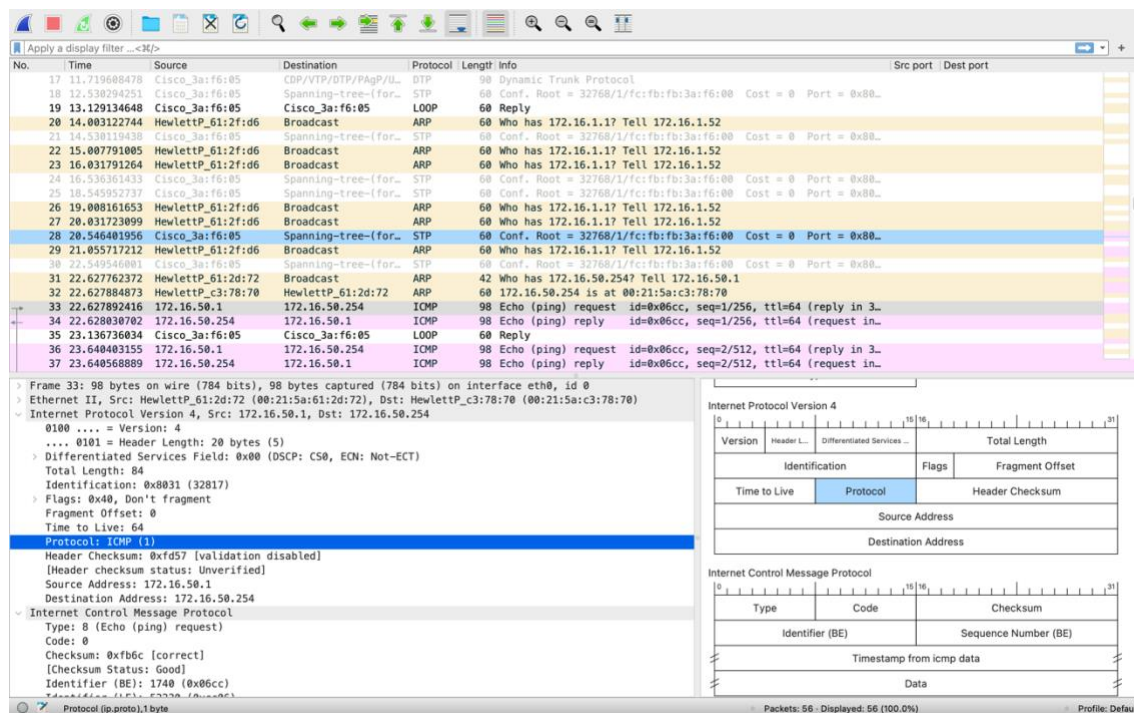 Apply a display filter ...<⌘/>
No. Time Source Destination Protocol Length Info Src port Dest port
17 11.719608478 Cisco_3a:f6:05 CDP/VTP/DTP/PAgP/U… DTP 90 Dynamic Trunk Protocol
18 12.530294251 Cisco_3a:f6:05 Spanning-tree-(for… STP 60 Conf. Root = 32768/1/fc:fb:fb:3a:f6:00 Cost = 0 Port = 0x80…
19 13.129134648 Cisco_3a:f6:05 Cisco_3a:f6:05 LOOP 60 Reply
20 14.003122744 HewlettP_61:2f:d6 Broadcast ARP 60 Who has 172.16.1.1? Tell 172.16.1.52
21 14.530119438 Cisco_3a:f6:05 Spanning-tree-(for… STP 60 Conf. Root = 32768/1/fc:fb:fb:3a:f6:00 Cost = 0 Port = 0x80…
22 15.007791005 HewlettP_61:2f:d6 Broadcast ARP 60 Who has 172.16.1.1? Tell 172.16.1.52
23 16.031791264 HewlettP_61:2f:d6 Broadcast ARP 60 Who has 172.16.1.1? Tell 172.16.1.52
24 16.536361433 Cisco_3a:f6:05 Spanning-tree-(for… STP 60 Conf. Root = 32768/1/fc:fb:fb:3a:f6:00 Cost = 0 Port = 0x80…
25 18.545952737 Cisco_3a:f6:05 Spanning-tree-(for… STP 60 Conf. Root = 32768/1/fc:fb:fb:3a:f6:00 Cost = 0 Port = 0x80…
26 19.008161653 HewlettP_61:2f:d6 Broadcast ARP 60 Who has 172.16.1.1? Tell 172.16.1.52
27 20.031723099 HewlettP_61:2f:d6 Broadcast ARP 60 Who has 172.16.1.1? Tell 172.16.1.52
28 20.546401956 Cisco_3a:f6:05 Spanning-tree-(for… STP 60 Conf. Root = 32768/1/fc:fb:fb:3a:f6:00 Cost = 0 Port = 0x80…
29 21.055717212 HewlettP_61:2f:d6 Broadcast ARP 60 Who has 172.16.1.1? Tell 172.16.1.52
30 22.549546001 Cisco_3a:f6:05 Spanning-tree-(for… STP 60 Conf. Root = 32768/1/fc:fb:fb:3a:f6:00 Cost = 0 Port = 0x80…
31 22.627762372 HewlettP_61:2d:72 Broadcast ARP 42 Who has 172.16.50.254? Tell 172.16.50.1
32 22.627884873 HewlettP_c3:78:70 HewlettP_61:2d:72 ARP 60 172.16.50.254 is at 00:21:5a:c3:78:70
33 22.627892416 172.16.50.1 172.16.50.254 ICMP 98 Echo (ping) request id=0x06cc, seq=1/256, ttl=64 (reply in 3…
34 22.628030702 172.16.50.254 172.16.50.1 ICMP 98 Echo (ping) reply id=0x06cc, seq=1/256, ttl=64 (request in…
35 23.136736034 Cisco_3a:f6:05 Cisco_3a:f6:05 LOOP 60 Reply
36 23.640403155 172.16.50.1 172.16.50.254 ICMP 98 Echo (ping) request id=0x06cc, seq=2/512, ttl=64 (reply in 3…
37 23.640568889 172.16.50.254 172.16.50.1 ICMP 98 Echo (ping) reply id=0x06cc, seq=2/512, ttl=64 (request in…
Frame 33: 98 bytes on wire (784 bits), 98 bytes captured (784 bits) on interface eth0, id 0
Ethernet II, Src: HewlettP_61:2d:72 (00:21:5a:61:2d:72), Dst: HewlettP_c3:78:70 (00:21:5a:c3:78:70)
Internet Protocol Version 4, Src: 172.16.50.1, Dst: 172.16.50.254
0100 .... = Version: 4
.... 0101 = Header Length: 20 bytes (5)
Differentiated Services Field: 0x00 (DSCP: CS0, ECN: Not-ECT)
Total Length: 84
Identification: 0x8031 (32817)
Flags: 0x40, Don't fragment
Fragment Offset: 0
Time to Live: 64
Protocol: ICMP (1)
Header Checksum: 0xfd57 [validation disabled]
[Header checksum status: Unverified]
Source Address: 172.16.50.1
Destination Address: 172.16.50.254
Internet Control Message Protocol
Type: 8 (Echo (ping) request)
Code: 0
Checksum: 0xfb6c [correct]
[Checksum Status: Good]
Identifier (BE): 1740 (0x06cc)
Internet Protocol Version 4
0 15 16 31
Version Header L... Differentiated Services ... Total Length
Identification Flags Fragment Offset
Time to Live Protocol Header Checksum
Source Address
Destination Address
Internet Control Message Protocol
0 15 16 31
Type Code Checksum
Identifier (BE) Sequence Number (BE)
Timestamp from icmp data
Data
Protocol (ip.proto), 1 byte Packets: 56 · Displayed: 56 (100.0%) Profile: Defau